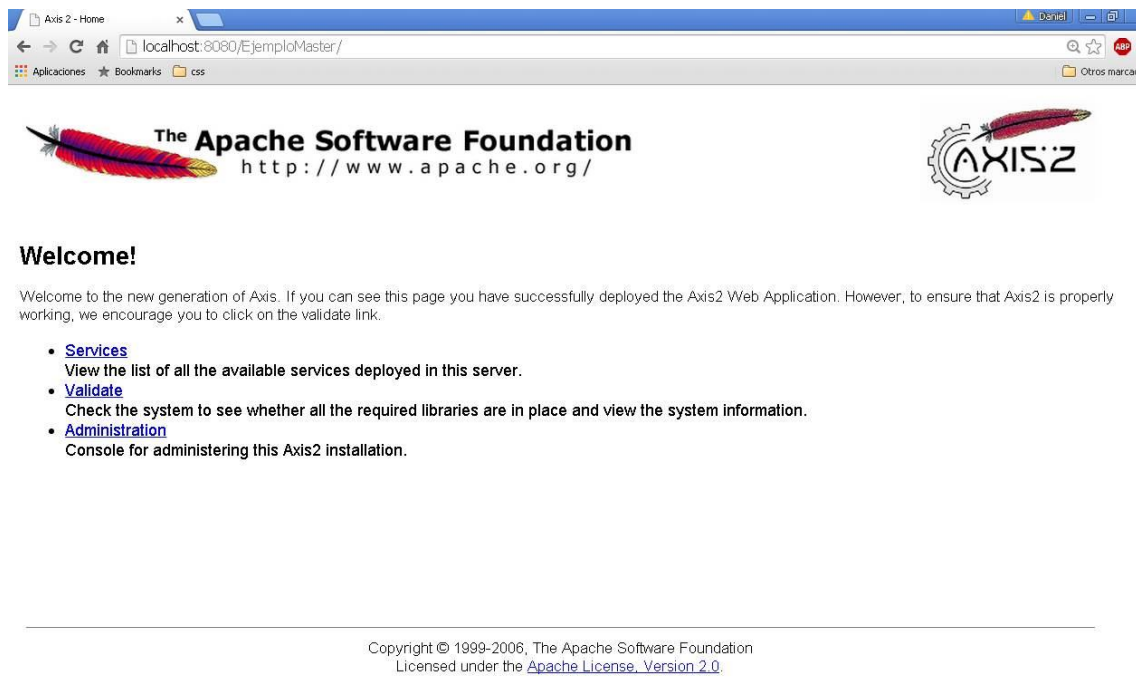 Axis 2 - Home
Daniel
localhost:8080/EjemploMaster/
ABP
Aplicaciones Bookmarks css
Otros marca
The Apache Software Foundation
http://www.apache.org/
AXIS2
Welcome!
Welcome to the new generation of Axis. If you can see this page you have successfully deployed the Axis2 Web Application. However, to ensure that Axis2 is properly
working, we encourage you to click on the validate link.
• Services
View the list of all the available services deployed in this server.
• Validate
Check the system to see whether all the required libraries are in place and view the system information.
• Administration
Console for administering this Axis2 installation.
Copyright © 1999-2006, The Apache Software Foundation
Licensed under the Apache License, Version 2.0.